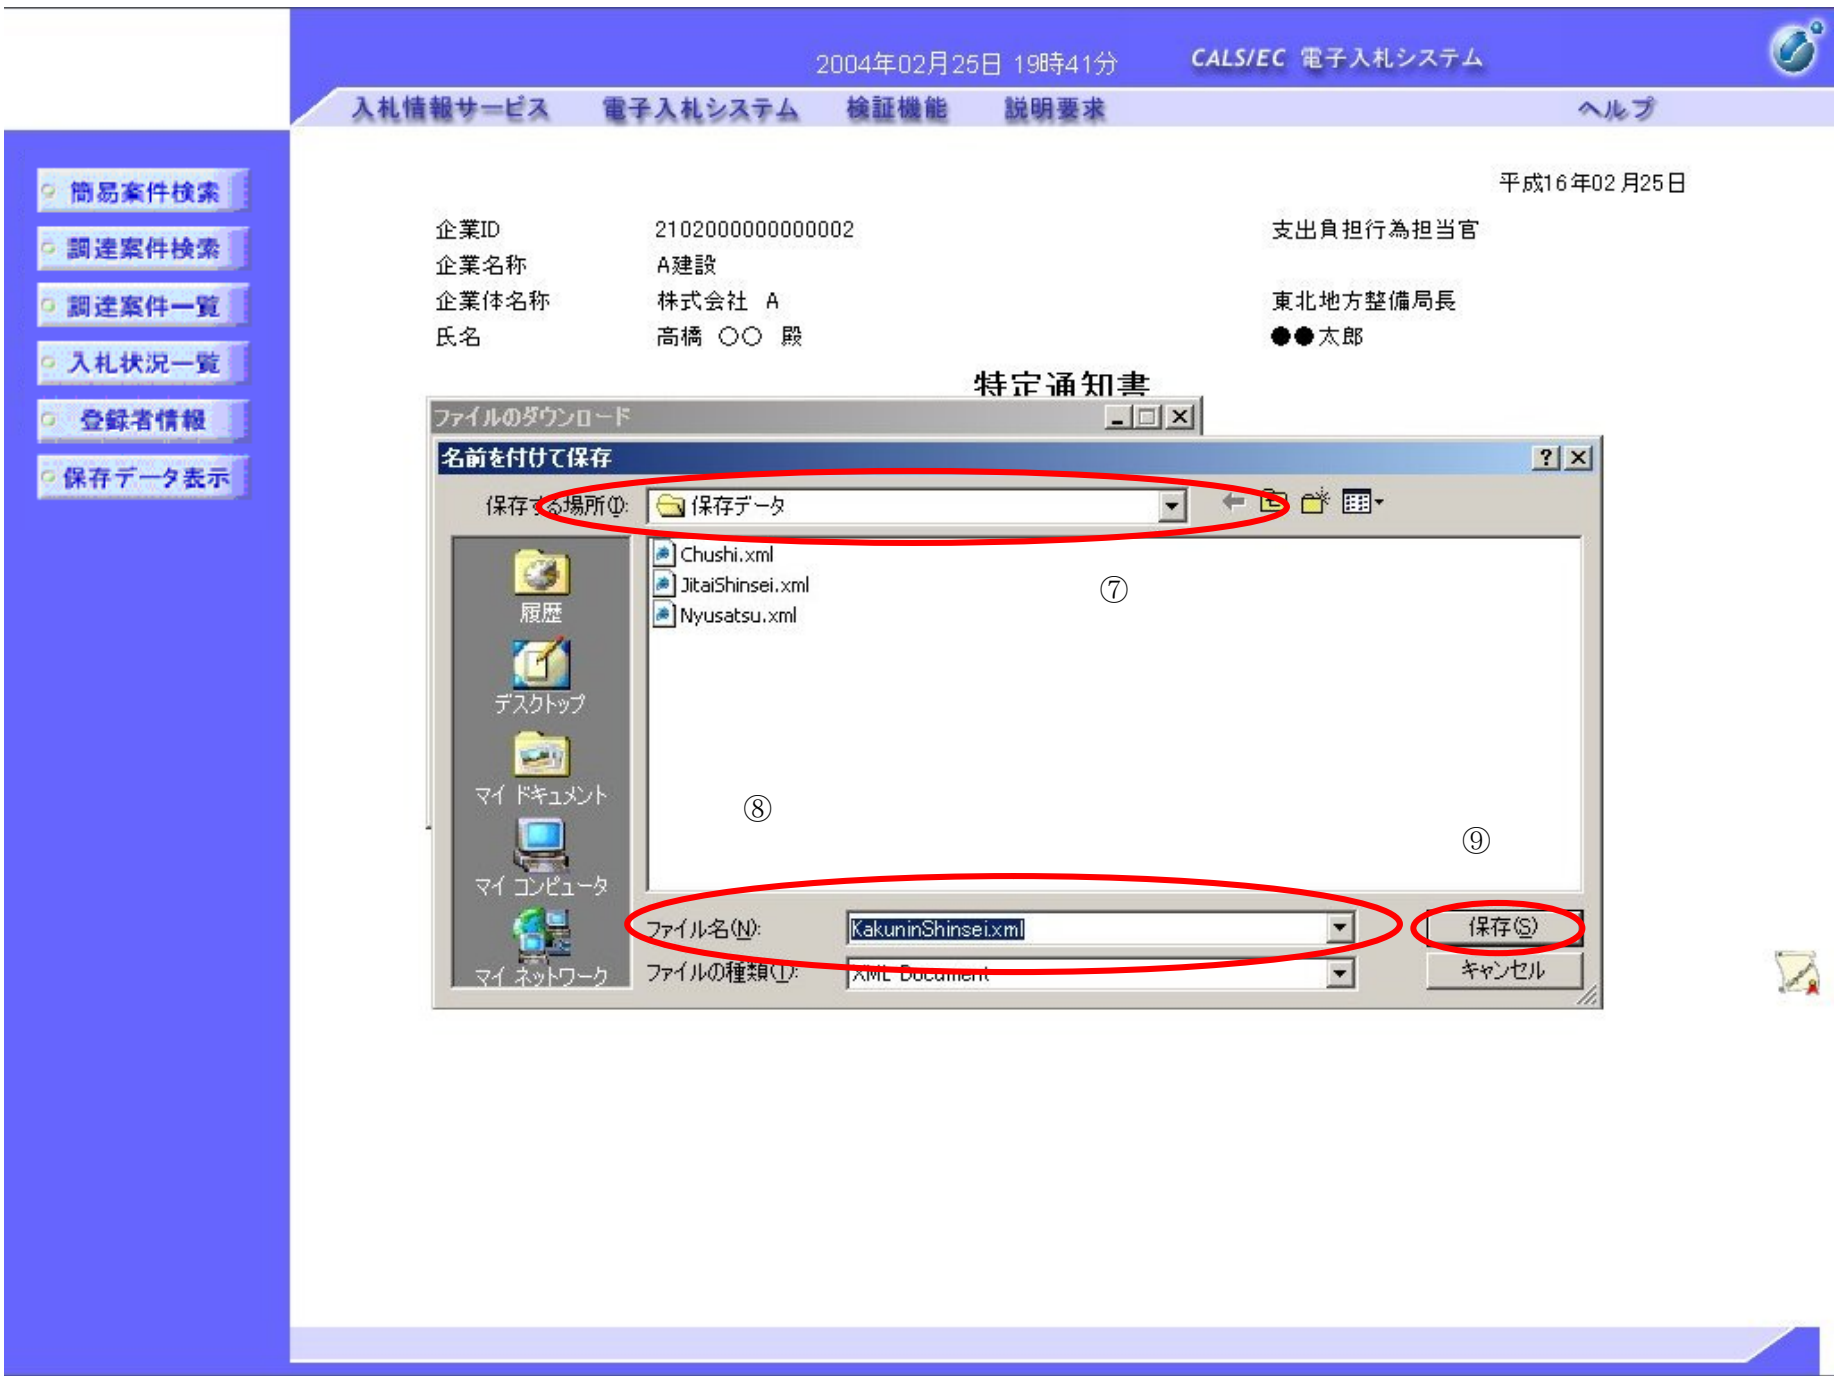 2004年02月25日 19時41分
CALS/EC 電子入札システム
入札情報サービス
電子入札システム
検証機能
説明要求
ヘルプ
簡易案件検索
調達案件検索
調達案件一覧
入札状況一覧
登録者情報
保存データ表示
平成16年02月25日
企業ID 2102000000000002 支出負担行為担当官
企業名称 A建設
企業体名称 株式会社 A 東北地方整備局長
氏名 高橋 〇〇 殿 ●●太郎
特定通知書
ファイルのダウンロード
名前を付けて保存
保存する場所(I): 保存データ
Chushi.xml
JitaiShinsei.xml
Nyusatsu.xml
⑦
履歴
デスクトップ
マイ ドキュメント
マイ コンピュータ
マイ ネットワーク
⑧
⑨
ファイル名(N): KakuninShinsei.xml 保存(S)
ファイルの種類(T): XML Document キャンセル